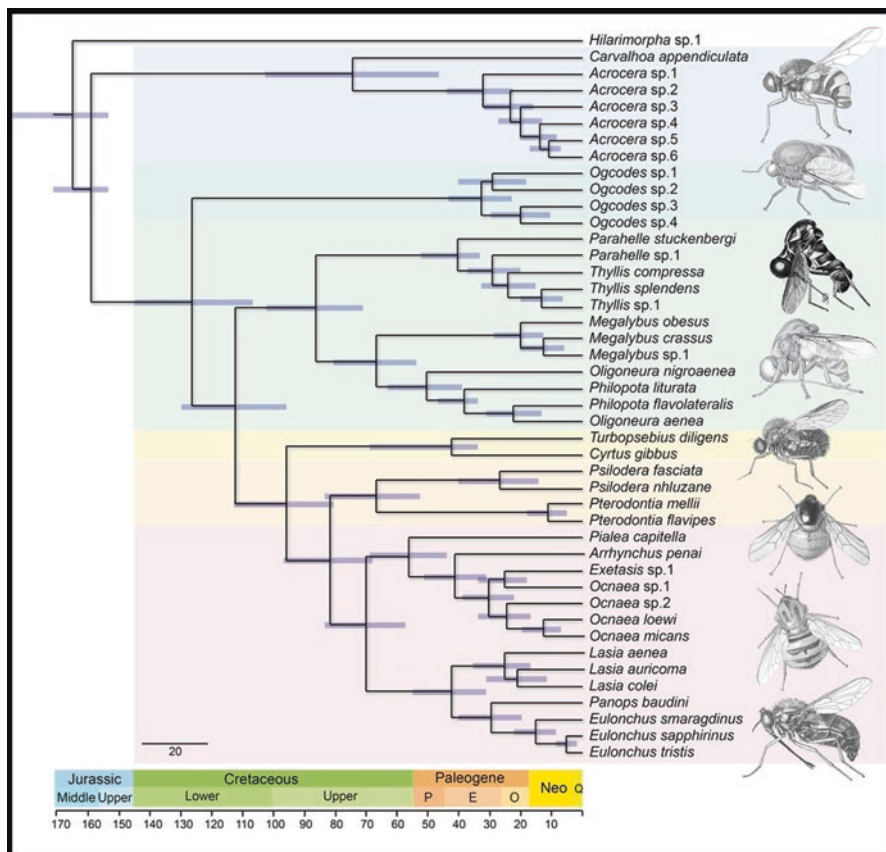 Hilarimorpha sp.1
Carvalhoa appendiculata
Acrocera sp.1
Acrocera sp.2
Acrocera sp.3
Acrocera sp.4
Acrocera sp.5
Acrocera sp.6
Ogcodes sp.1
Ogcodes sp.2
Ogcodes sp.3
Ogcodes sp.4
Parahelle stuckenbergi
Parahelle sp.1
Thyllis compressa
Thyllis splendens
Thyllis sp.1
Megalybus obesus
Megalybus crassus
Megalybus sp.1
Oligoneura nigroaenea
Philopota liturata
Philopota flavolateralis
Oligoneura aenea
Turbopsebius diligens
Cyrtus gibbus
Psilodera fasciata
Psilodera nhluzane
Pterodontia mellii
Pterodontia flavipes
Pialea capitella
Arrhynchus penai
Exetasis sp.1
Ocnaea sp.1
Ocnaea sp.2
Ocnaea loewi
Ocnaea micans
Lasia aenea
Lasia auricoma
Lasia colei
Panops baudini
Eulonchus smaragdinus
Eulonchus sapphirinus
Eulonchus tristis
20
Jurassic Cretaceous Paleogene Neo Q
Middle Upper Lower Upper P E O
170 160 150 140 130 120 110 100 90 80 70 60 50 40 30 20 10